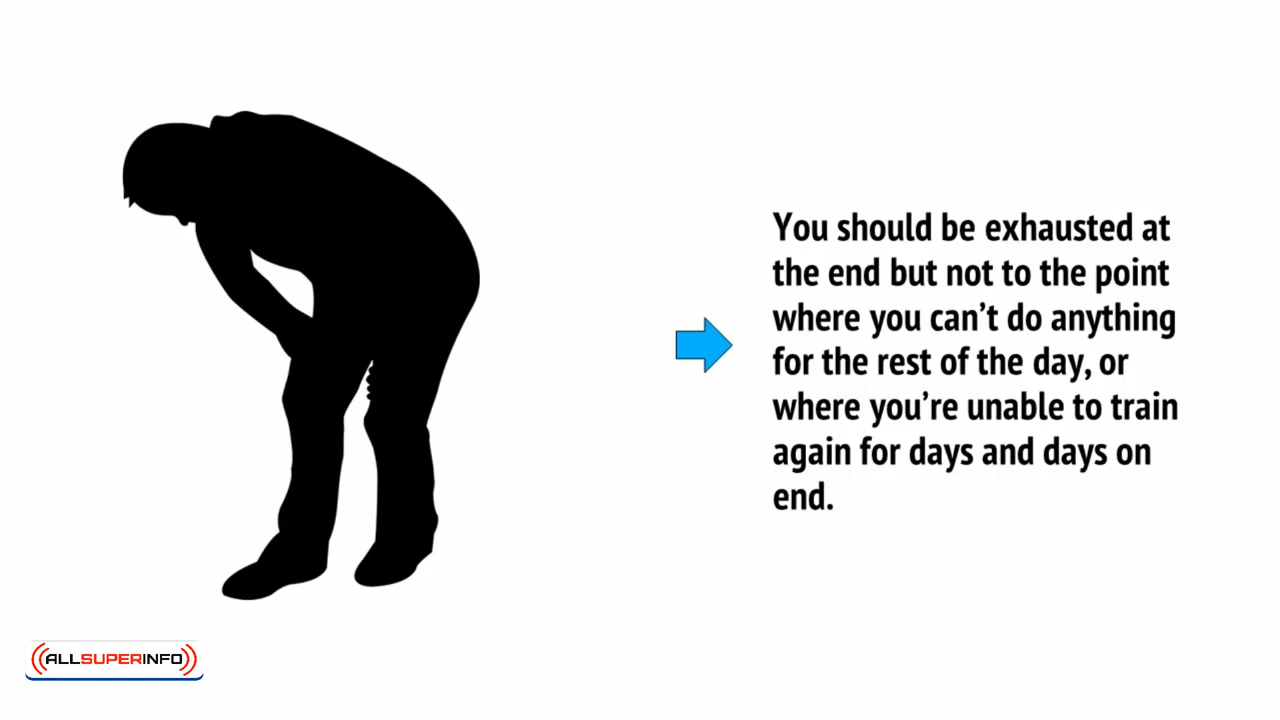 You should be exhausted at
the end but not to the point
where you can’t do anything
for the rest of the day, or
where you’re unable to train
again for days and days on
end.
ALLSUPERINFO